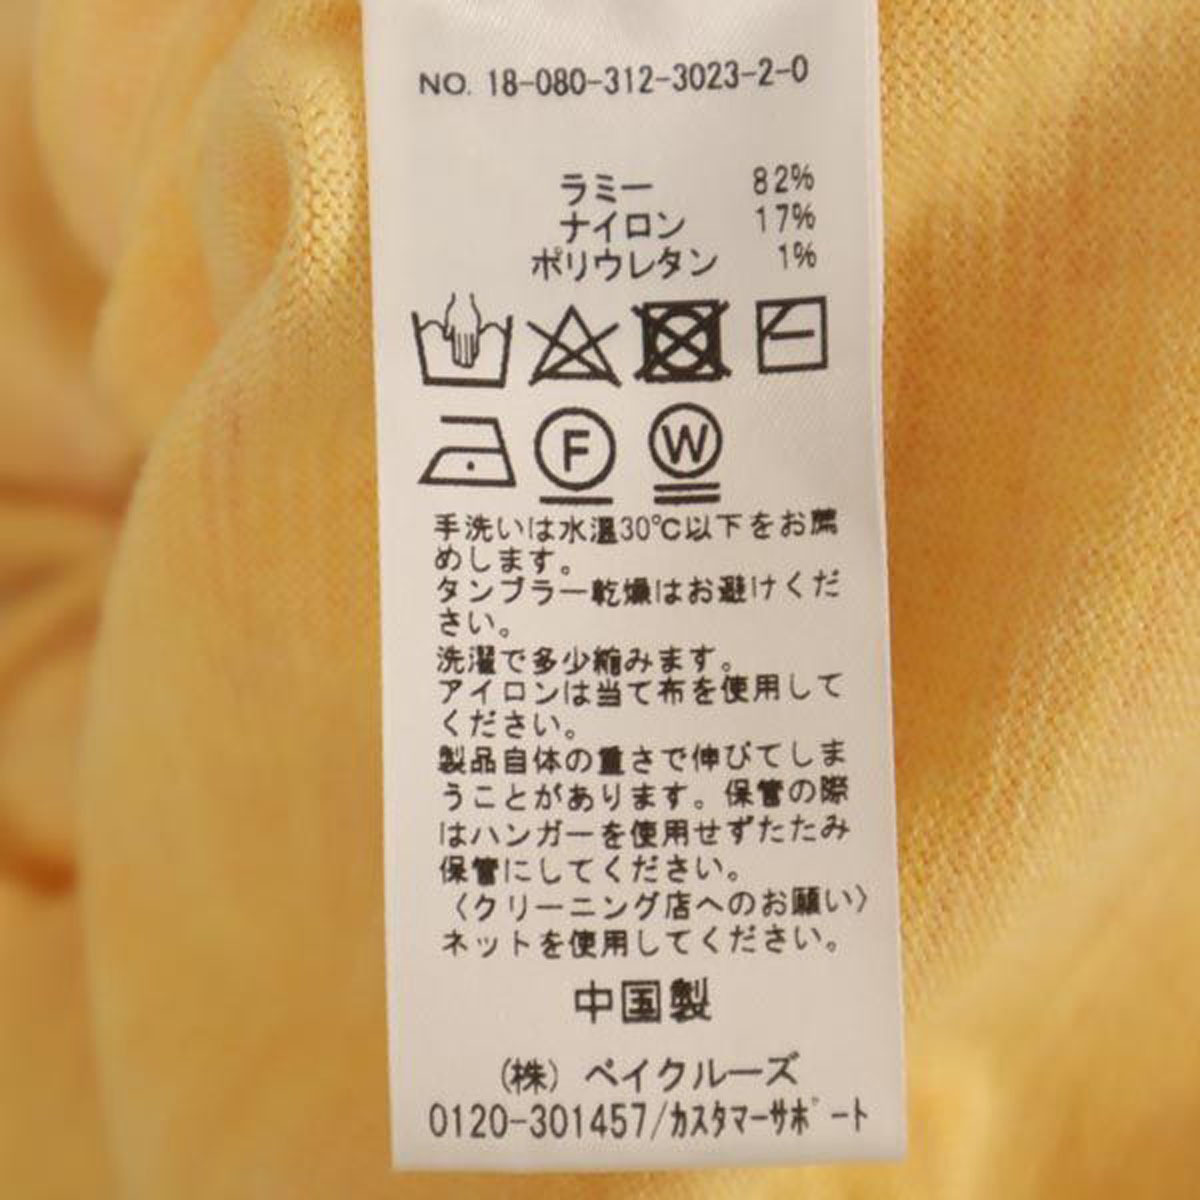 NO. 18-080-312-3023-2-0
ラミー 82%
ナイロン 17%
ポリウレタン 1%
F W
手洗いは水温30℃以下をお薦
めします。
タンブラー乾燥はお避けくだ
さい。
洗濯で多少縮みます。
アイロンは当て布を使用して
ください。
製品自体の重さで伸びてしま
うことがあります。保管の際
はハンガーを使用せずたたみ
保管にしてください。
〈クリーニング店へのお願い〉
ネットを使用してください。
中国製
(株) ベイクルーズ
0120-301457/ｶｽﾀﾏｰｻﾎﾟｰﾄ